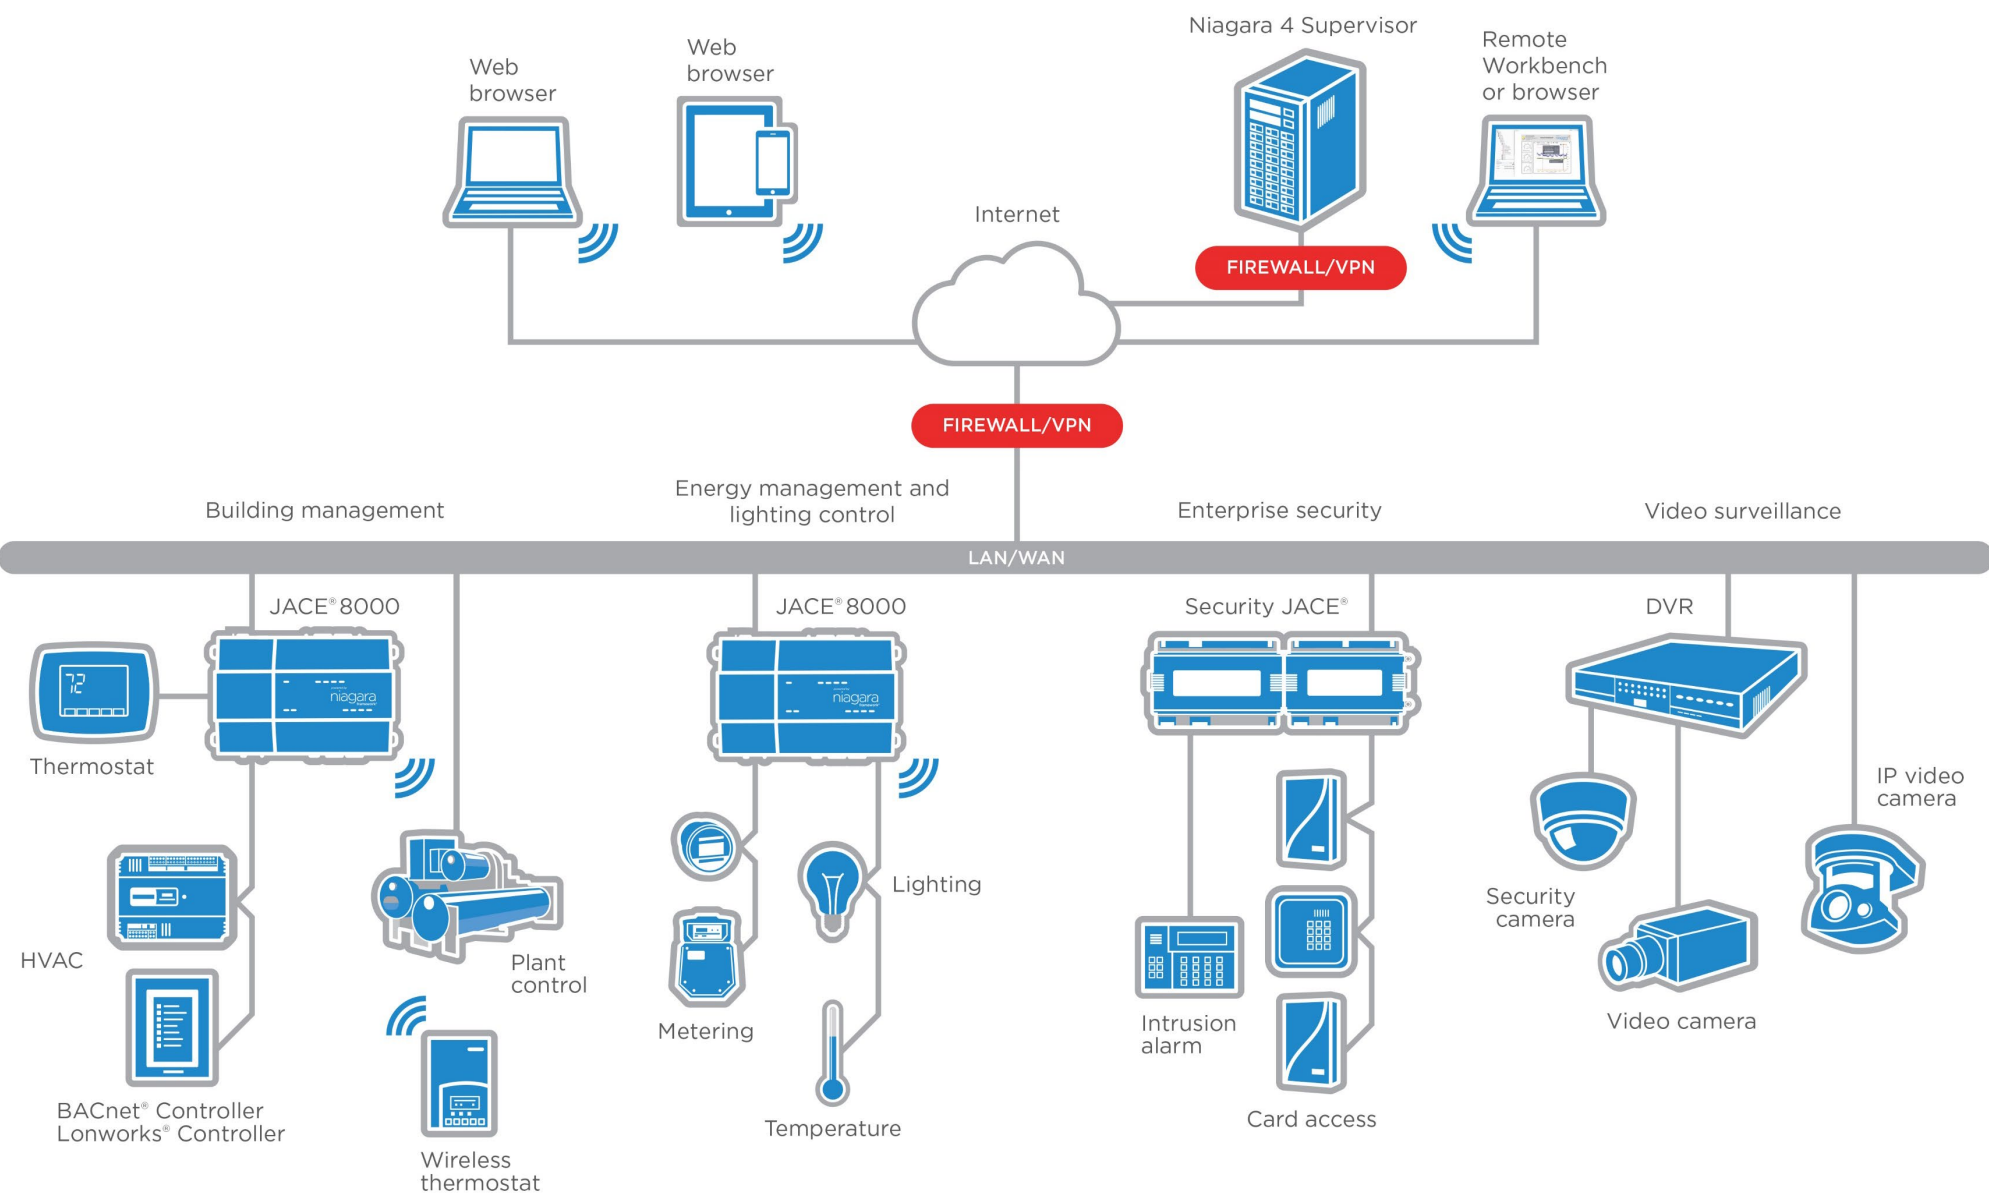 Niagara 4 Supervisor
Web
browser
Web
browser
Remote
Workbench
or browser
Internet
FIREWALL/VPN
FIREWALL/VPN
Building management
Energy management and
lighting control
Enterprise security
Video surveillance
LAN/WAN
JACE® 8000
JACE® 8000
Security JACE®
DVR
72
niagara
niagara
Thermostat
IP video
camera
Lighting
Security
camera
HVAC
Plant
control
Metering
Intrusion
alarm
Video camera
BACnet® Controller
Lonworks® Controller
Temperature
Card access
Wireless
thermostat